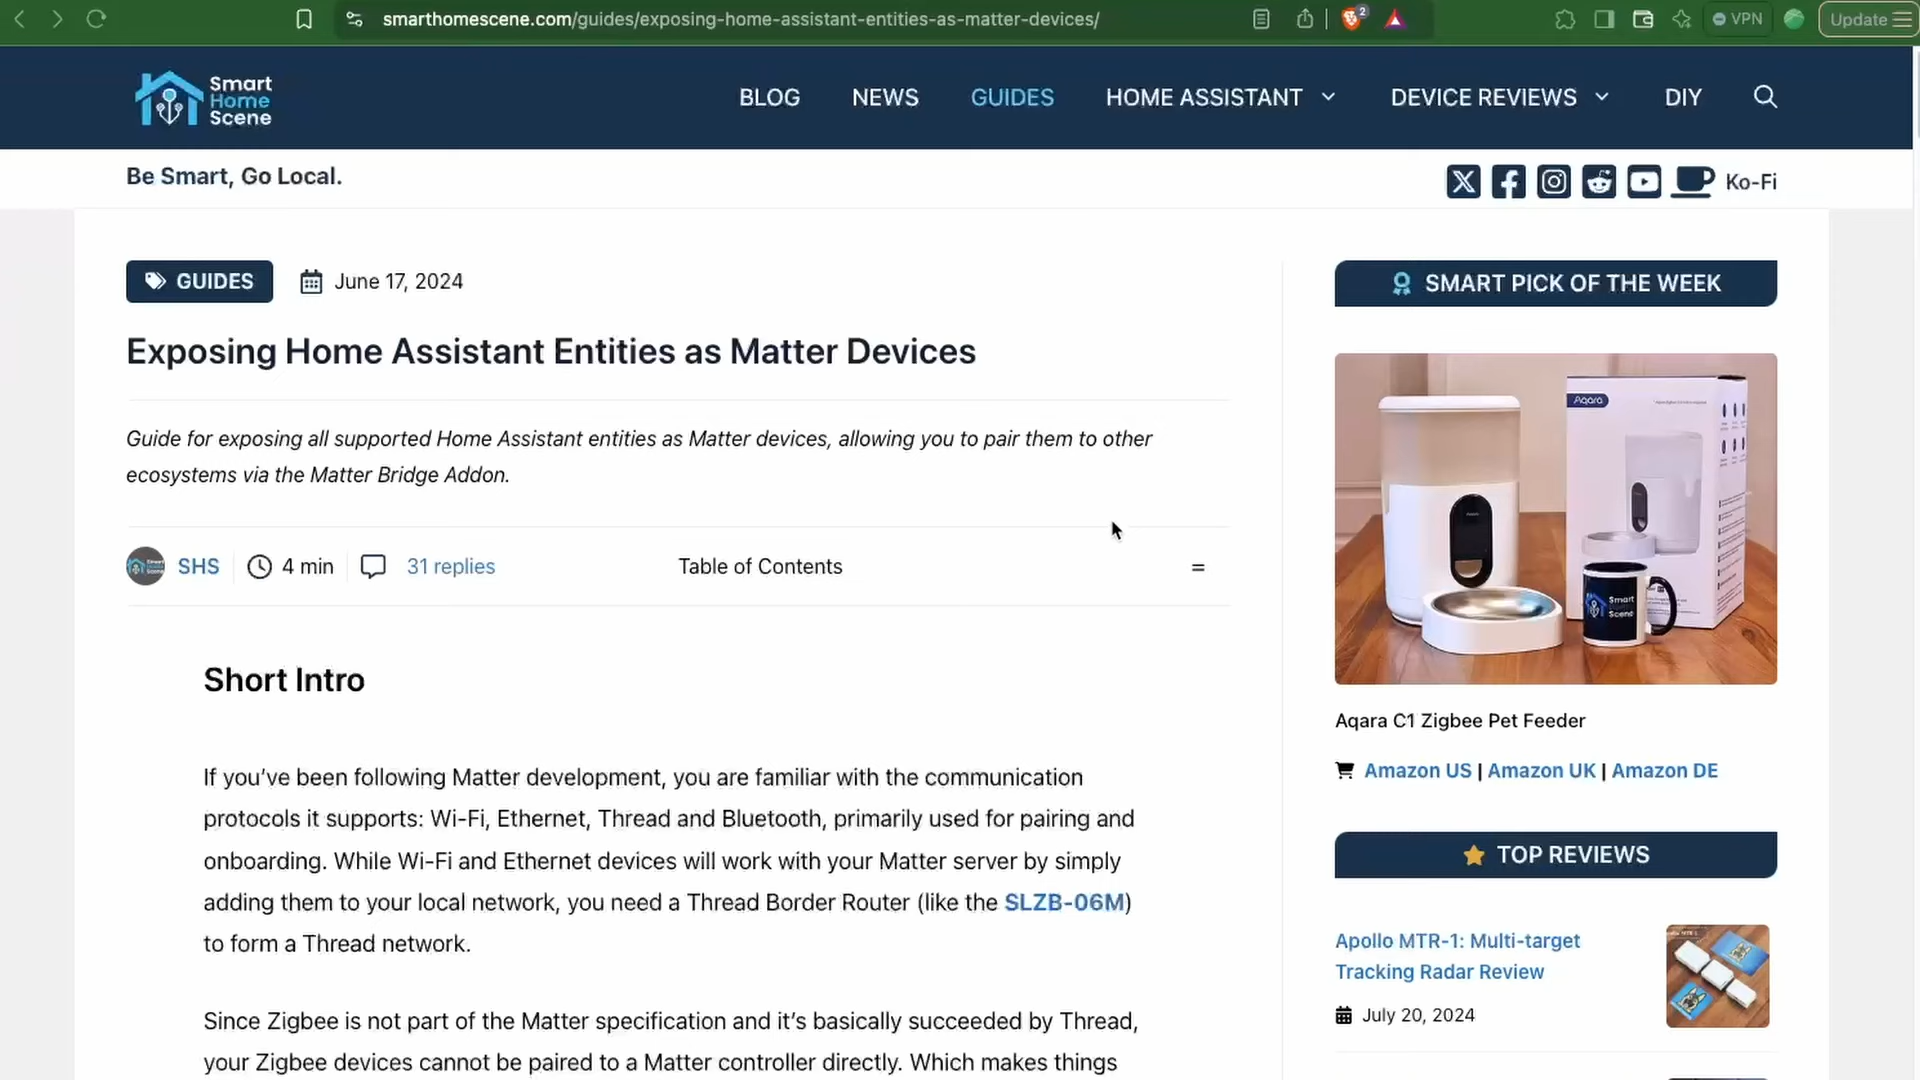 smarthomescene.com/guides/exposing-home-assistant-entities-as-matter-devices/
2
VPN
Update
Smart
Home
Scene
BLOG
NEWS
GUIDES
HOME ASSISTANT
DEVICE REVIEWS
DIY
Be Smart, Go Local.
Ko-Fi
GUIDES
June 17, 2024
Exposing Home Assistant Entities as Matter Devices
Guide for exposing all supported Home Assistant entities as Matter devices, allowing you to pair them to other
ecosystems via the Matter Bridge Addon.
SHS
4 min
31 replies
Table of Contents
Short Intro
If you’ve been following Matter development, you are familiar with the communication
protocols it supports: Wi-Fi, Ethernet, Thread and Bluetooth, primarily used for pairing and
onboarding. While Wi-Fi and Ethernet devices will work with your Matter server by simply
adding them to your local network, you need a Thread Border Router (like the SLZB-06M)
to form a Thread network.
Since Zigbee is not part of the Matter specification and it’s basically succeeded by Thread,
your Zigbee devices cannot be paired to a Matter controller directly. Which makes things
SMART PICK OF THE WEEK
Aqara
Smart
Home
Scene
Aqara C1 Zigbee Pet Feeder
Amazon US | Amazon UK | Amazon DE
TOP REVIEWS
Apollo MTR-1: Multi-target
Tracking Radar Review
July 20, 2024